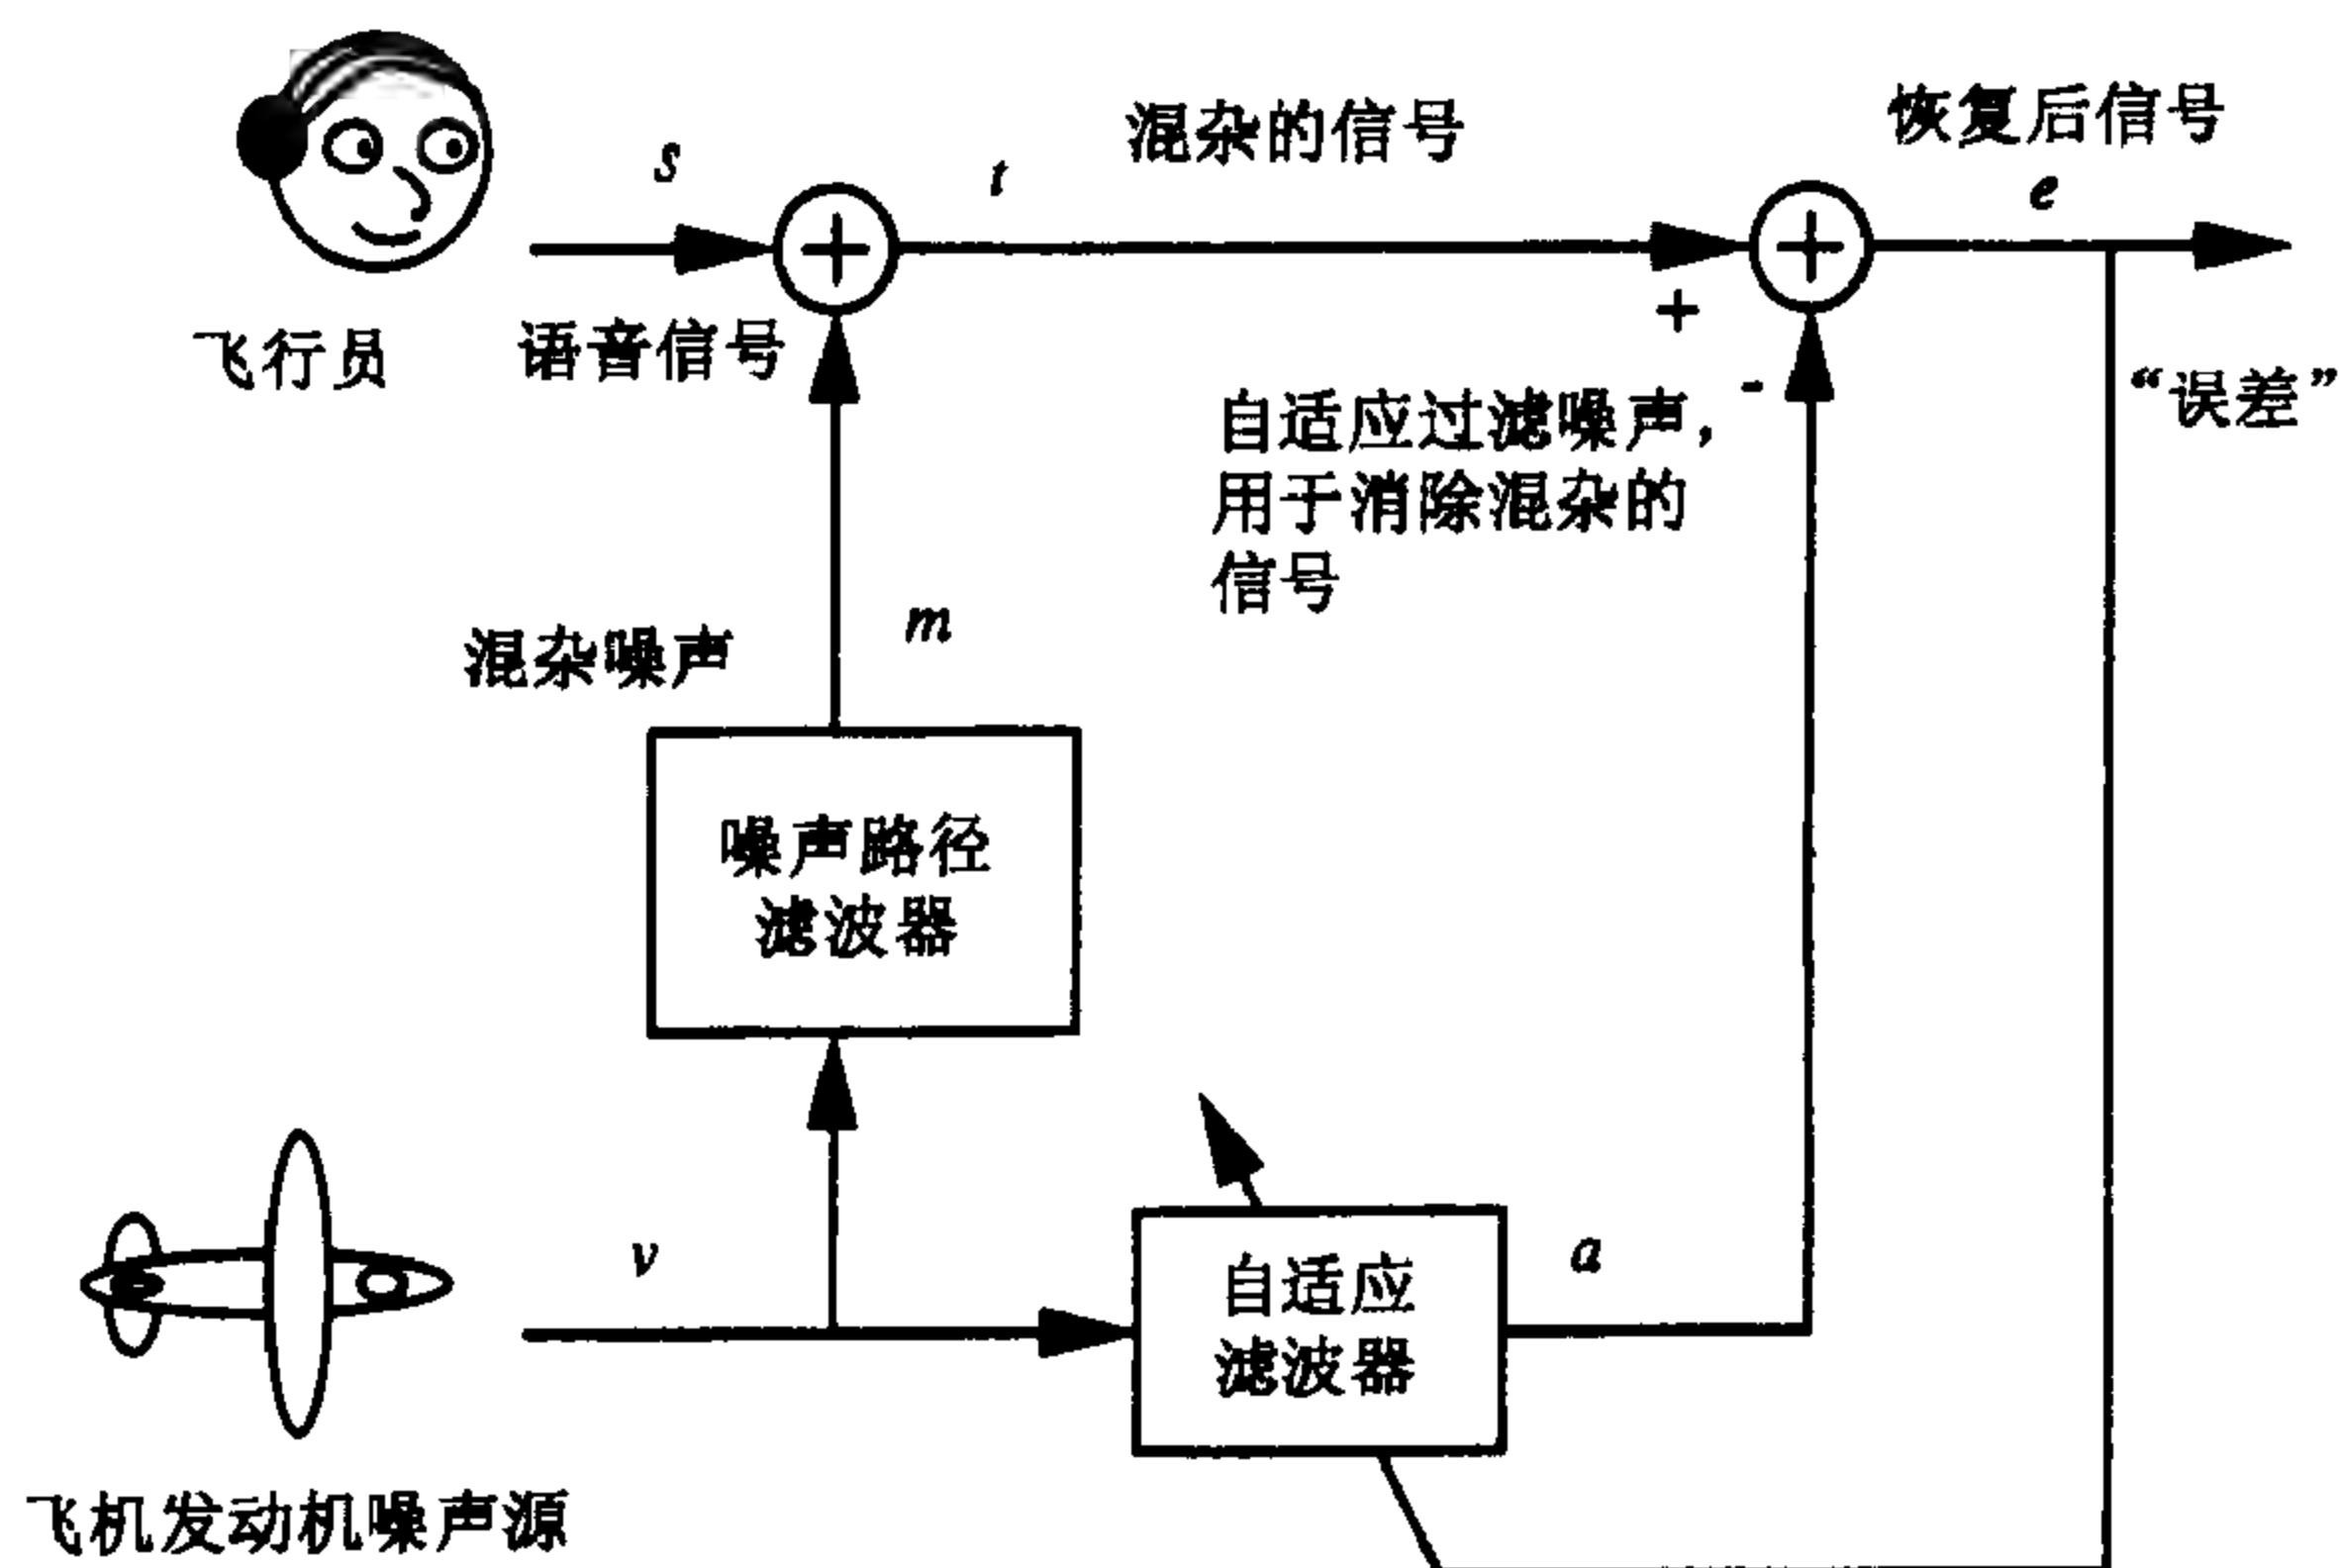 混杂的信号
恢复后信号
s
t
e
飞行员
语音信号
+
-
“误差”
自适应过滤噪声，
用于消除混杂的
信号
混杂噪声
m
噪声路径
滤波器
v
自适应
滤波器
a
飞机发动机噪声源